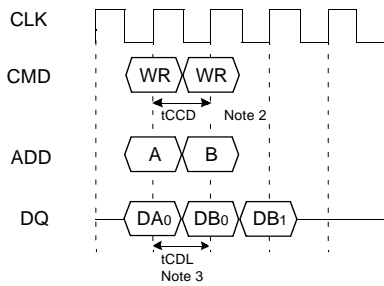 CLK
CMD WR WR
tCCD Note 2
ADD A B
DQ DA0 DB0 DB1
tCDL
Note 3